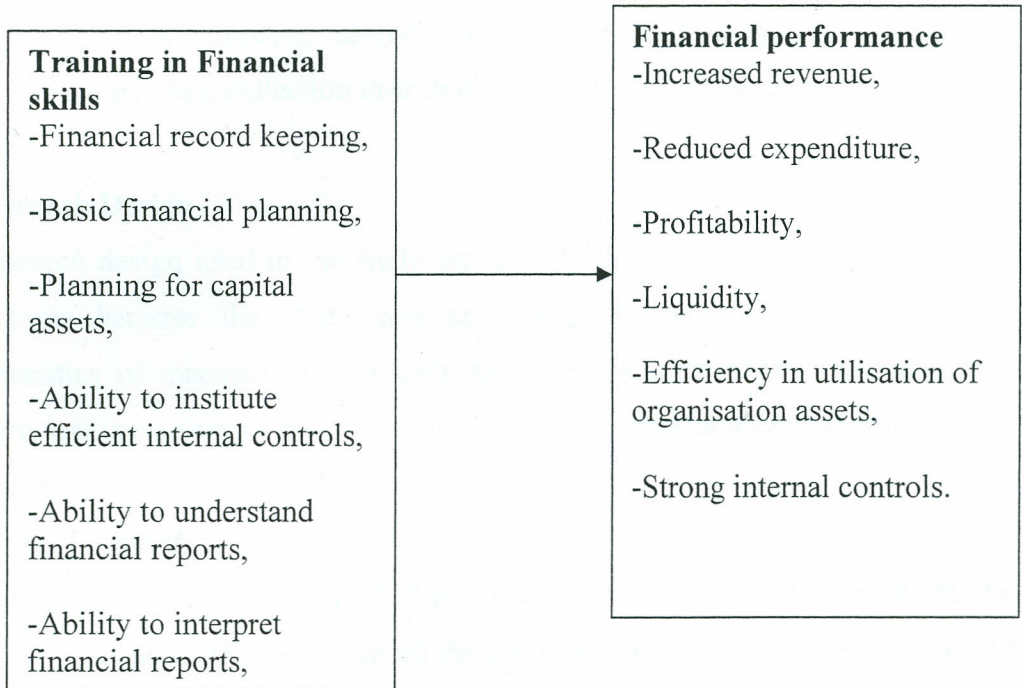 Training in Financial
skills
-Financial record keeping,
-Basic financial planning,
-Planning for capital
assets,
-Ability to institute
efficient internal controls,
-Ability to understand
financial reports,
-Ability to interpret
financial reports,
Financial performance
-Increased revenue,
-Reduced expenditure,
-Profitability,
-Liquidity,
-Efficiency in utilisation of
organisation assets,
-Strong internal controls.